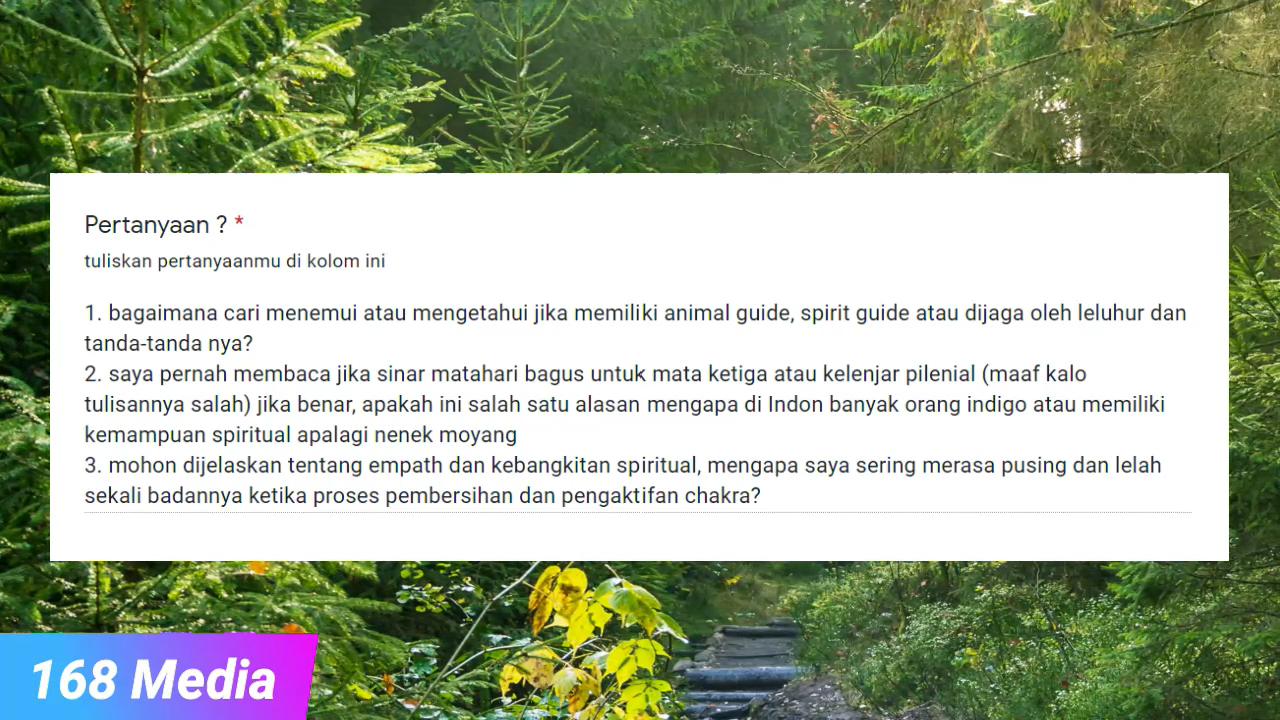 Pertanyaan ? *
tuliskan pertanyaanmu di kolom ini
1. bagaimana cari menemui atau mengetahui jika memiliki animal guide, spirit guide atau dijaga oleh leluhur dan
tanda-tanda nya?
2. saya pernah membaca jika sinar matahari bagus untuk mata ketiga atau kelenjar pilenial (maaf kalo
tulisannya salah) jika benar, apakah ini salah satu alasan mengapa di Indon banyak orang indigo atau memiliki
kemampuan spiritual apalagi nenek moyang
3. mohon dijelaskan tentang empath dan kebangkitan spiritual, mengapa saya sering merasa pusing dan lelah
sekali badannya ketika proses pembersihan dan pengaktifan chakra?
168 Media